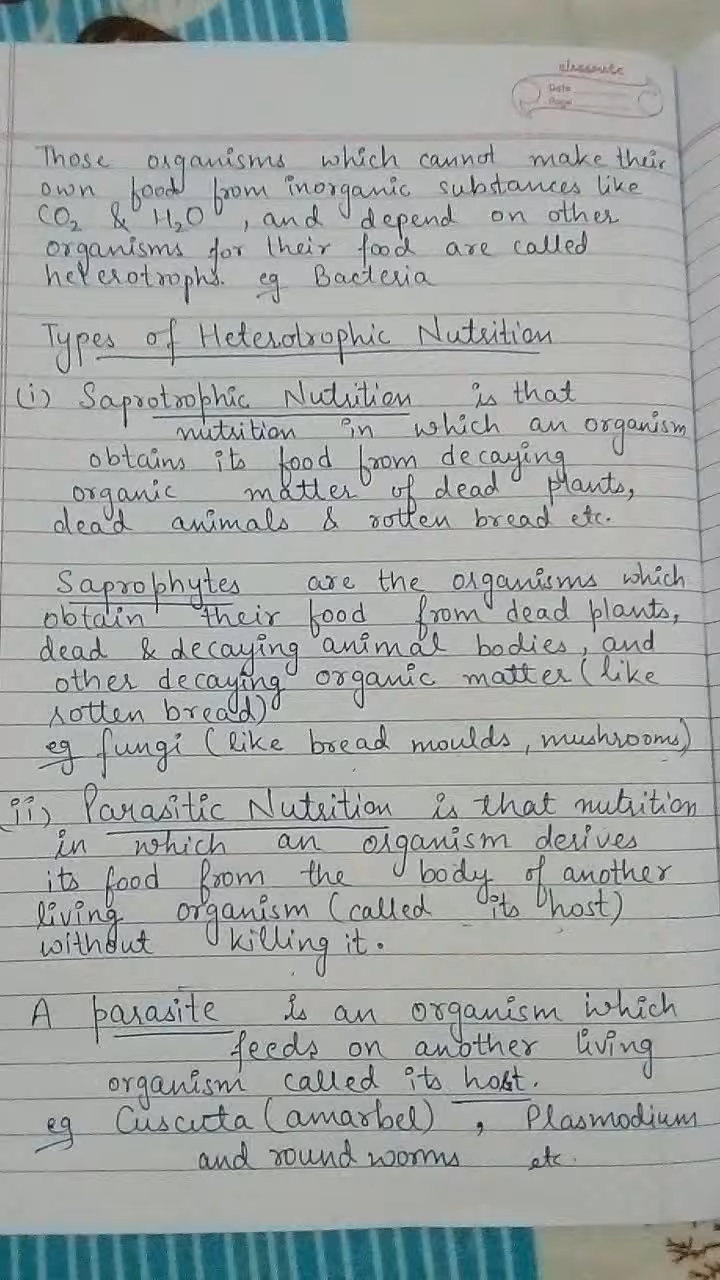 classmate
Date
Page
Those organisms which cannot make their
own food from inorganic substances like
CO₂ & H₂O, and depend on other
organisms for their food are called
heterotrophs. eg Bacteria
Types of Heterotrophic Nutrition
(i) Saprotrophic Nutrition is that
nutrition in which an organism
obtains its food from decaying
organic matter of dead plants,
dead animals & rotten bread etc.
Saprophytes are the organisms which
obtain their food from dead plants,
dead & decaying animal bodies, and
other decaying organic matter (like
rotten bread)
eg fungi (like bread moulds, mushrooms)
(ii) Parasitic Nutrition is that nutrition
in which an organism derives
its food from the body of another
living organism (called its host)
without killing it.
A parasite is an organism which
feeds on another living
organism called its host.
eg Cuscuta (amarbel), Plasmodium
and round worms etc.